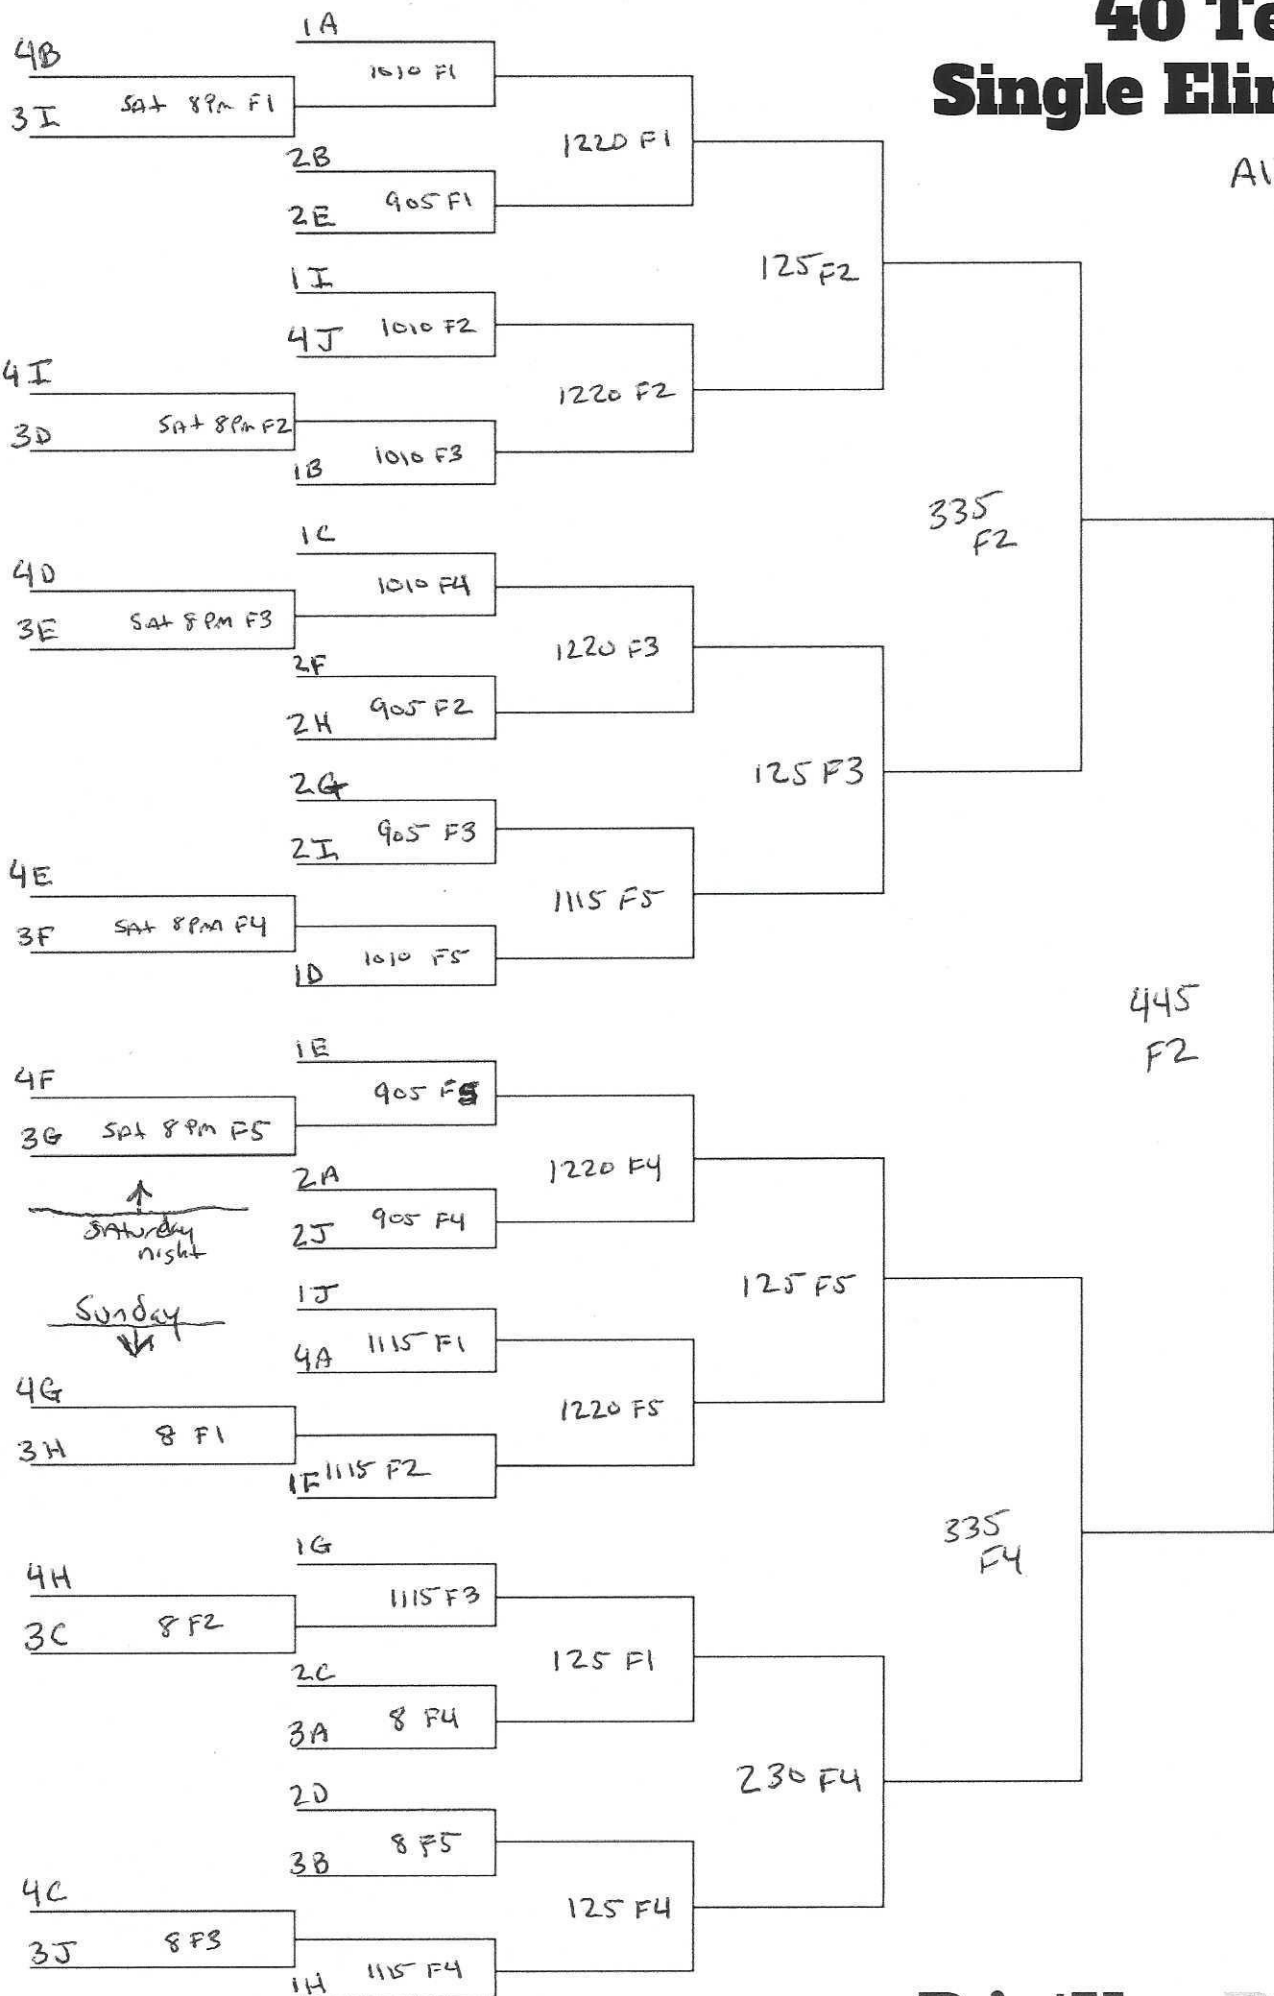 40 Te
Single Elir
Al
1A
4B
1010 F1
SAt 8Pm F1
3I
1220 F1
2B
905 F1
2E
125 F2
1I
1010 F2
4J
4I
1220 F2
SAt 8Pm F2
3D
1010 F3
1B
335
F2
1C
4D
1010 F4
SAt 8 PM F3
3E
1220 F3
2F
905 F2
2H
125 F3
2G
905 F3
2I
4E
1115 F5
SAt 8PM F4
3F
1010 F5
1D
445
F2
1E
4F
905 F5
3G
SAt 8 PM F5
1220 F4
2A
905 F4
2J
SAturday
night
125 F5
1J
Sunday
1115 F1
4A
4G
1220 F5
8 F1
3H
1115 F2
1F
335
F4
1G
4H
1115 F3
8 F2
3C
125 F1
2C
8 F4
3A
230 F4
2D
8 F5
3B
4C
125 F4
8 F3
3J
1115 F4
1H